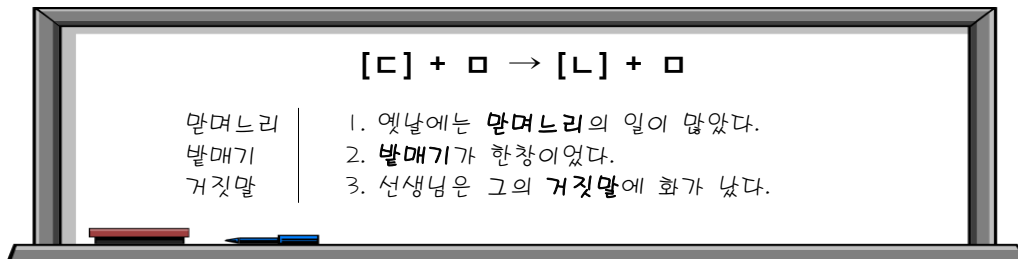 [ㄷ] + ㅁ → [ㄴ] + ㅁ
맏며느리 1. 옛날에는 맏며느리의 일이 많았다.
밭매기 2. 밭매기가 한창이었다.
거짓말 3. 선생님은 그의 거짓말에 화가 났다.